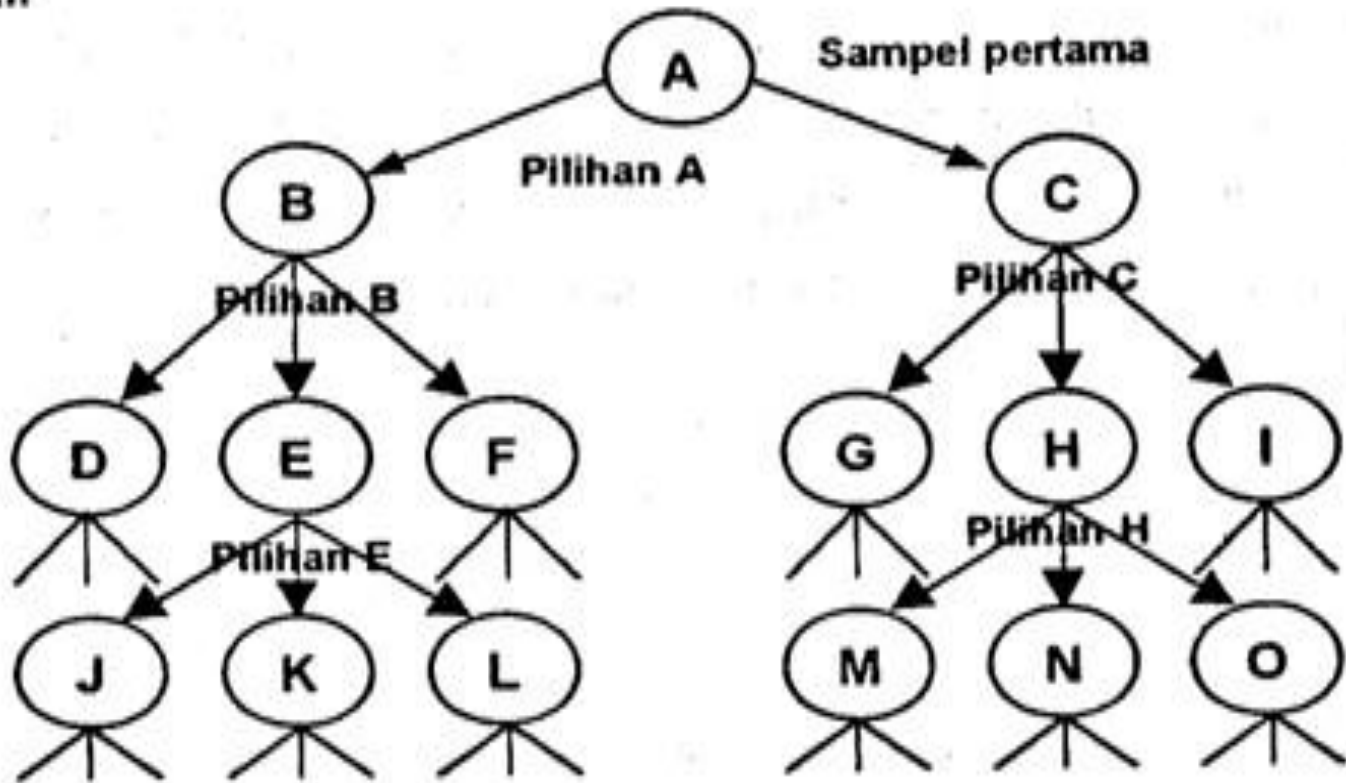 A
Sampel pertama
Pilihan A
B
C
Pilihan B
Pilihan C
D
E
F
G
H
I
Pilihan E
Pilihan H
J
K
L
M
N
O